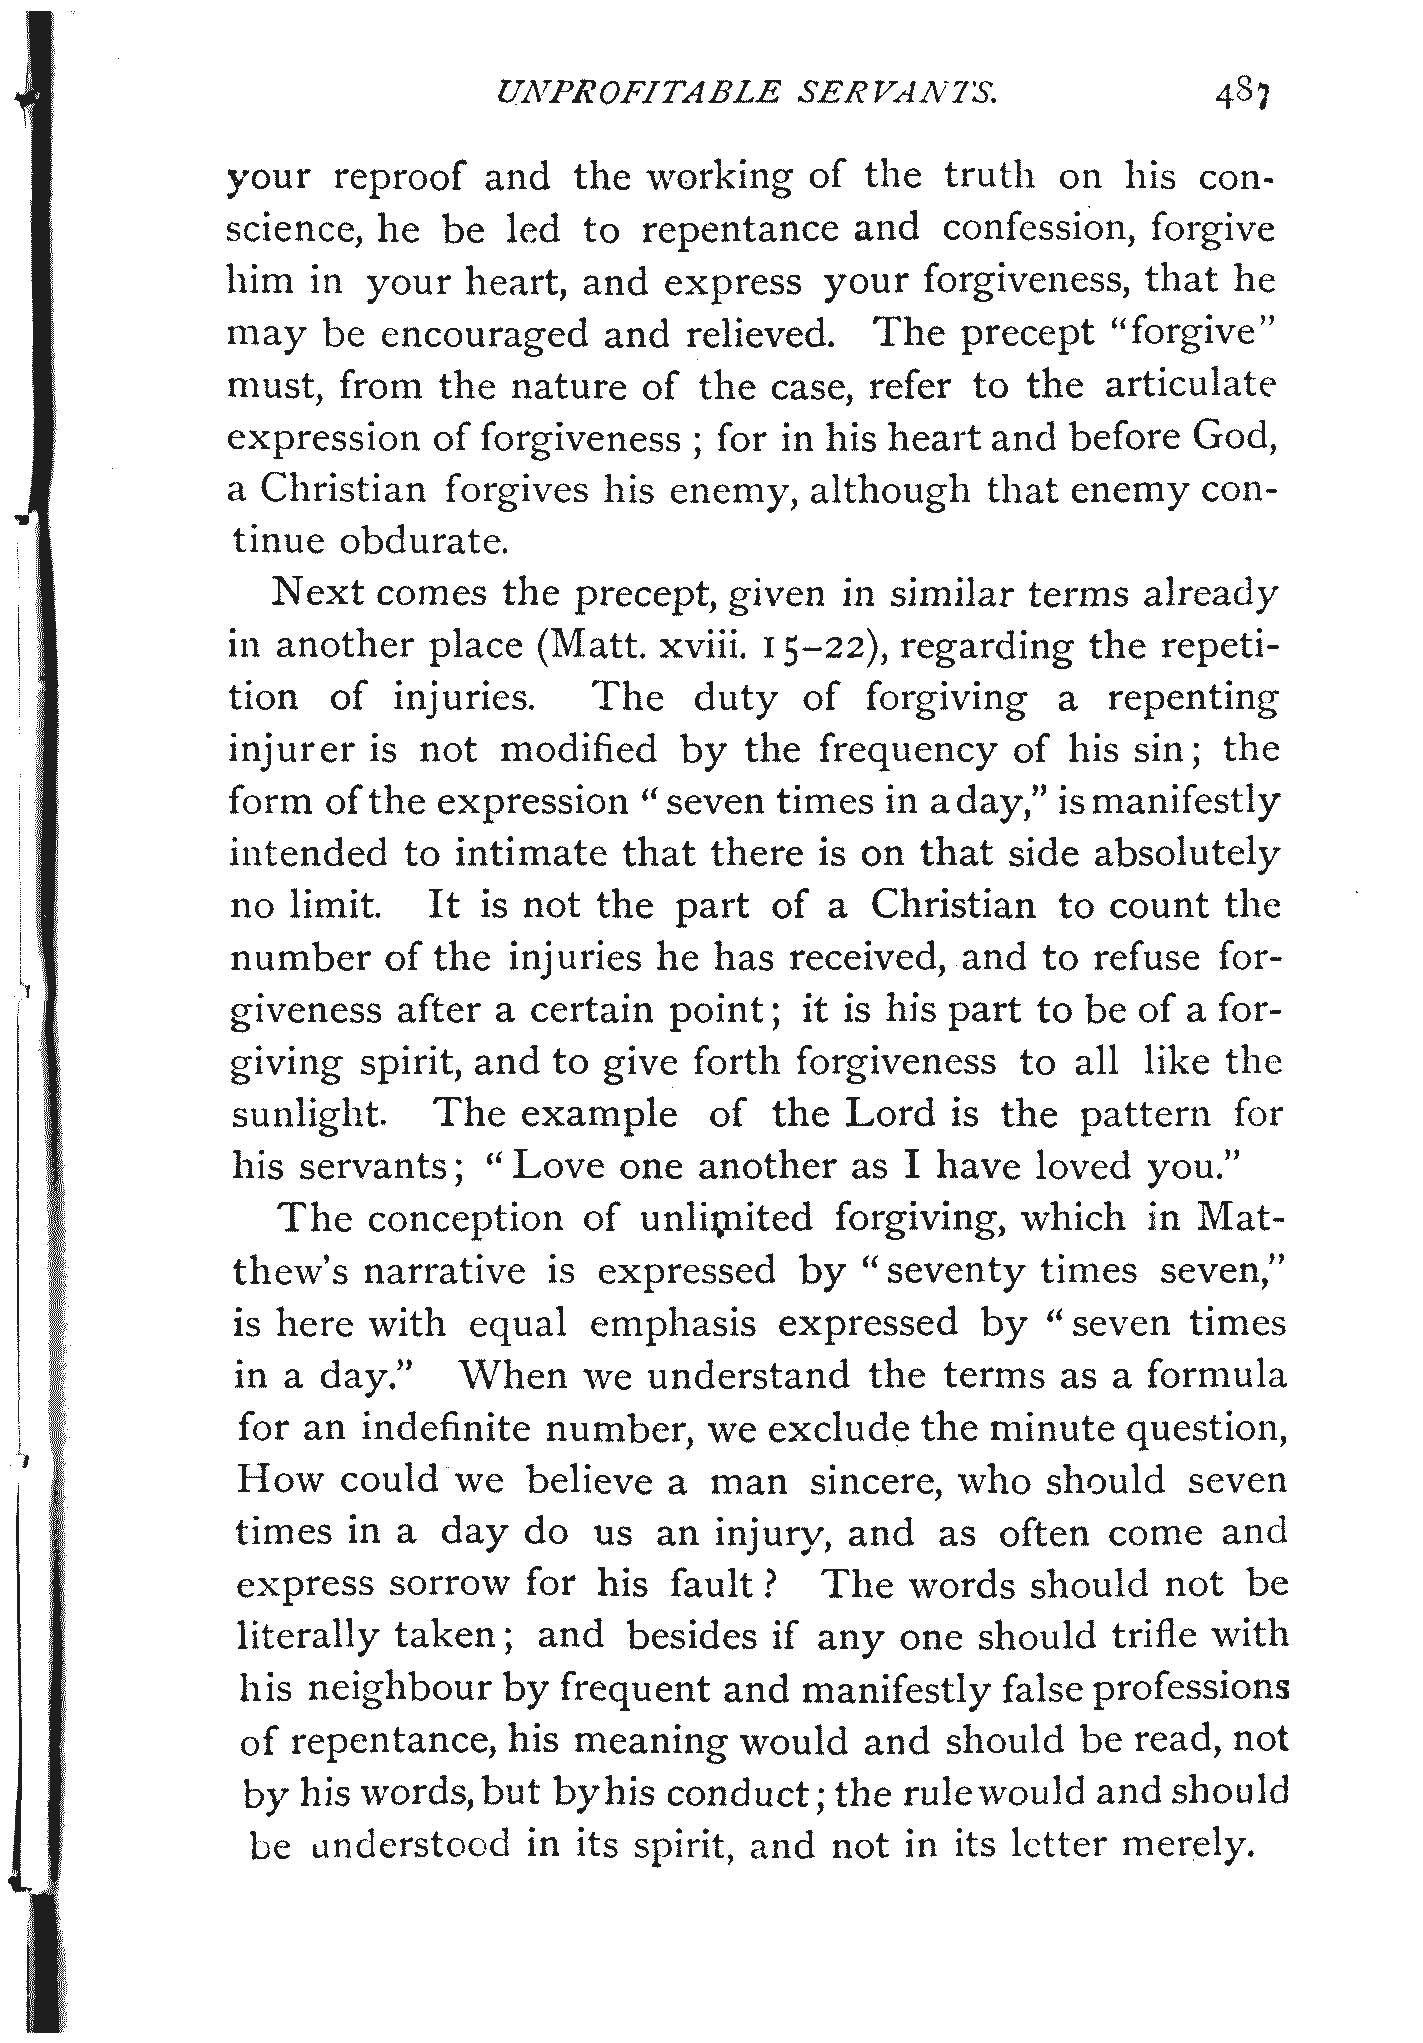 UNPROFITABLE SERVANTS. 487
your reproof and the working of the truth on his con-
science, he be led to repentance and confession, forgive
him in your heart, and express your forgiveness, that he
may be encouraged and relieved. The precept "forgive"
must, from the nature of the case, refer to the articulate
expression of forgiveness ; for in his heart and before God,
a Christian forgives his enemy, although that enemy con-
tinue obdurate.
Next comes the precept, given in similar terms already
in another place (Matt. xviii. 15-22), regarding the repeti-
tion of injuries. The duty of forgiving a repenting
injurer is not modified by the frequency of his sin; the
form of the expression "seven times in a day," is manifestly
intended to intimate that there is on that side absolutely
no limit. It is not the part of a Christian to count the
number of the injuries he has received, and to refuse for-
giveness after a certain point; it is his part to be of a for-
giving spirit, and to give forth forgiveness to all like the
sunlight. The example of the Lord is the pattern for
his servants; "Love one another as I have loved you."
The conception of unlimited forgiving, which in Mat-
thew's narrative is expressed by "seventy times seven,"
is here with equal emphasis expressed by "seven times
in a day." When we understand the terms as a formula
for an indefinite number, we exclude the minute question,
How could we believe a man sincere, who should seven
times in a day do us an injury, and as often come and
express sorrow for his fault? The words should not be
literally taken; and besides if any one should trifle with
his neighbour by frequent and manifestly false professions
of repentance, his meaning would and should be read, not
by his words, but by his conduct; the rule would and should
be understood in its spirit, and not in its letter merely.